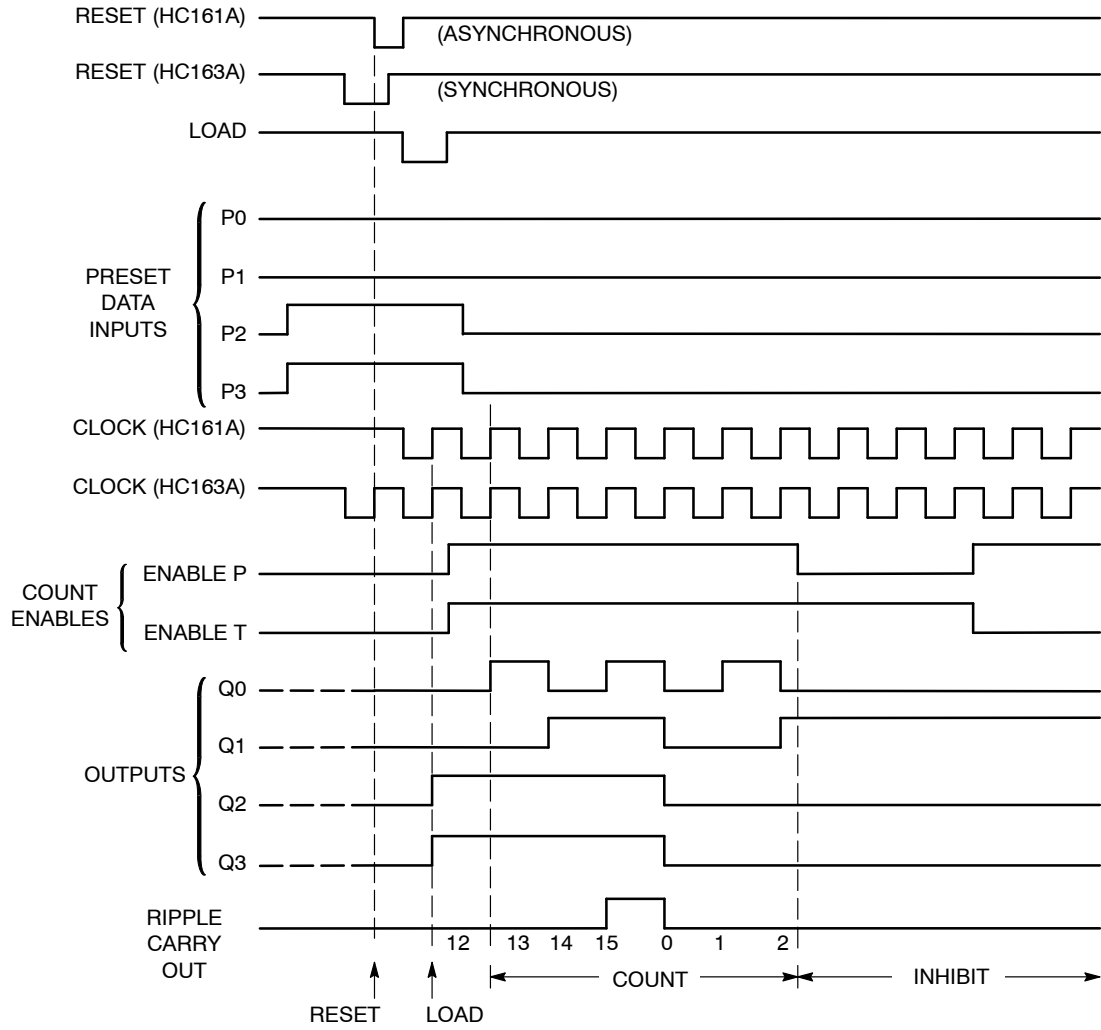 RESET (HC161A)
(ASYNCHRONOUS)
RESET (HC163A)
(SYNCHRONOUS)
LOAD
P0
P1
PRESET
DATA
INPUTS
P2
P3
CLOCK (HC161A)
CLOCK (HC163A)
ENABLE P
COUNT
ENABLES
ENABLE T
Q0
Q1
OUTPUTS
Q2
Q3
RIPPLE
CARRY
OUT
12 13 14 15 0 1 2
COUNT
INHIBIT
RESET
LOAD